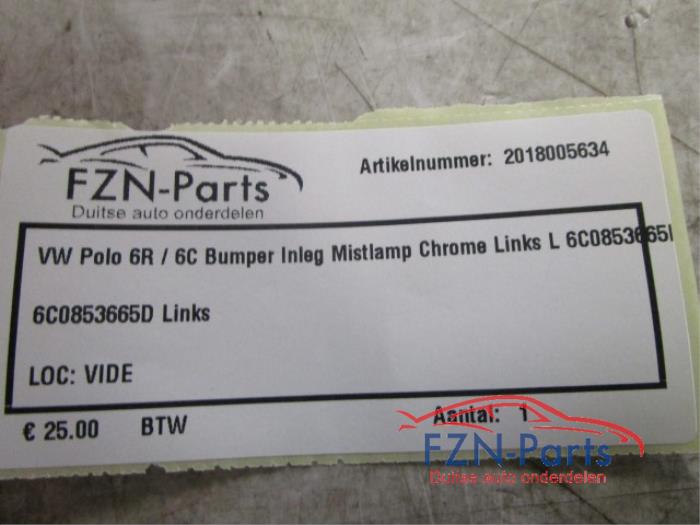 FZN-Parts
Duitse auto onderdelen
Artikelnummer: 2018005634
VW Polo 6R / 6C Bumper Inleg Mistlamp Chrome Links L 6C0853665
6C0853665D Links
LOC: VIDE
€ 25.00 BTW
Aantal: 1
FZN-Parts
Duitse auto onderdelen